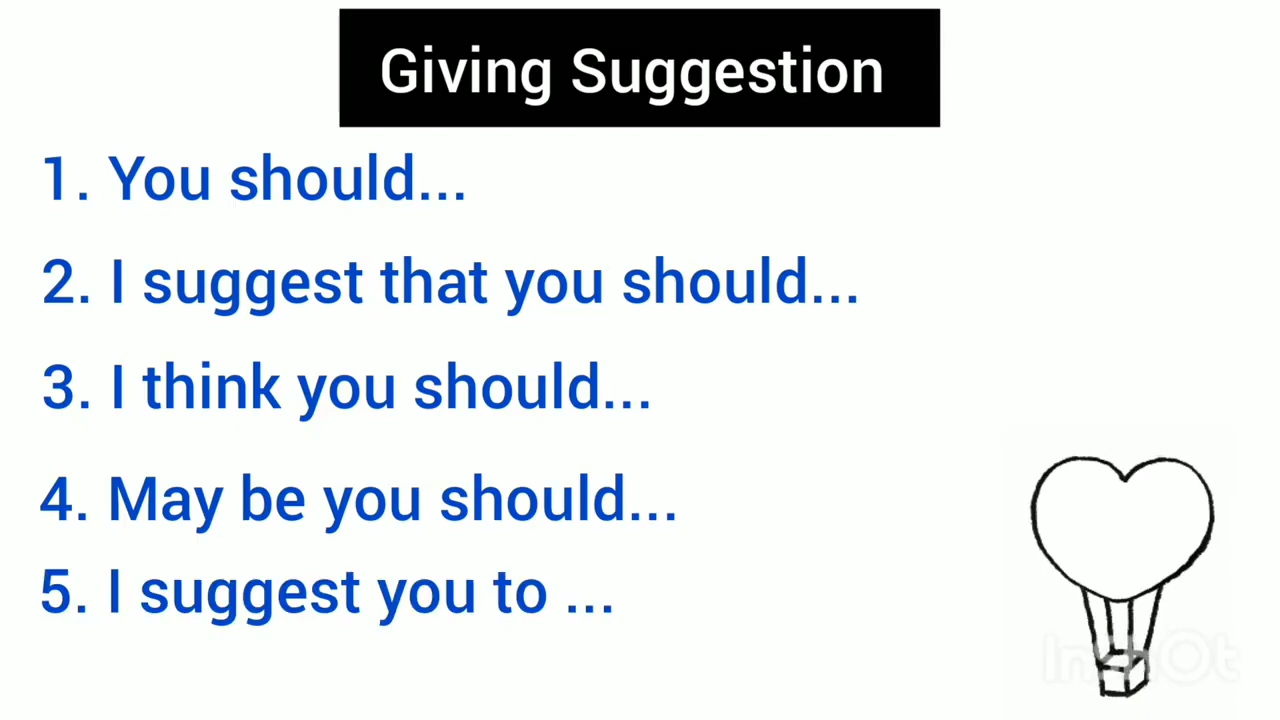 Giving Suggestion
1. You should...
2. I suggest that you should...
3. I think you should...
4. May be you should...
5. I suggest you to ...
InShOt